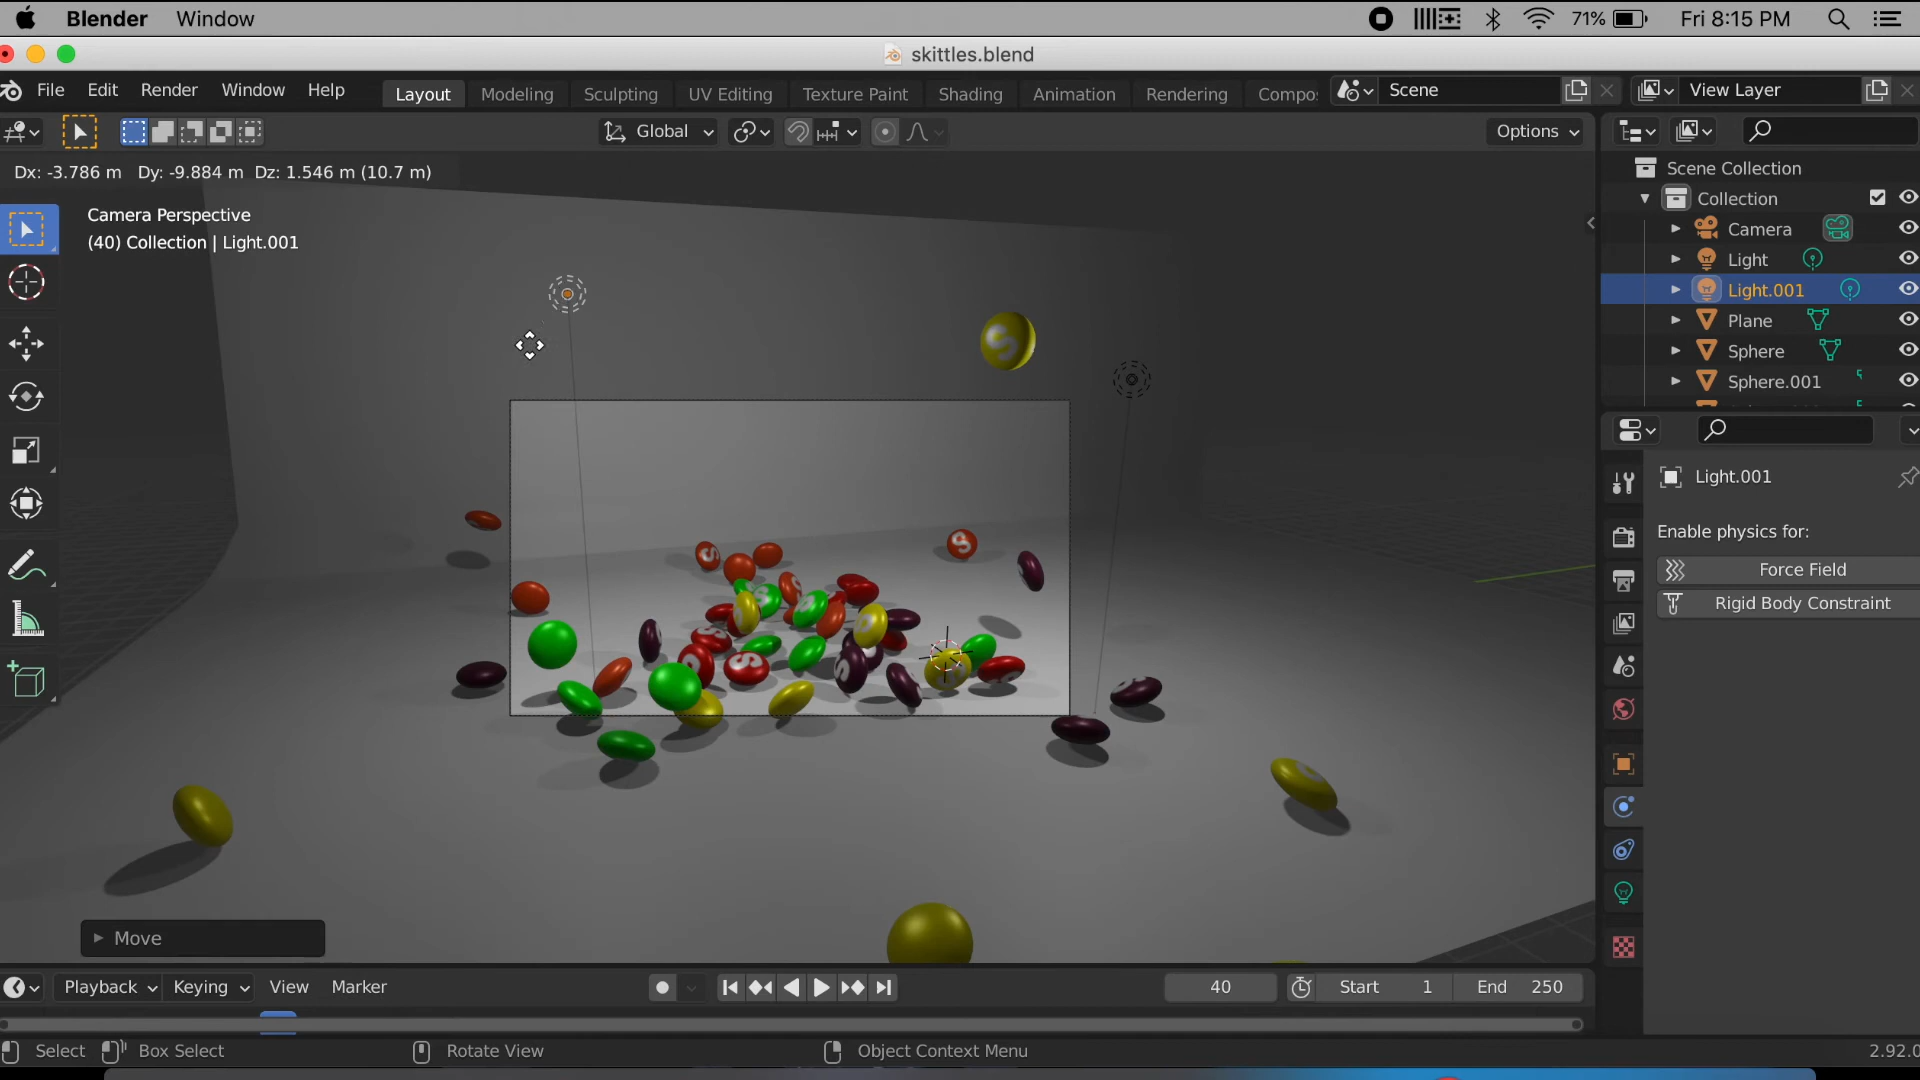 Blender Window 71% Fri 8:15 PM
skittles.blend
File Edit Render Window Help Layout Modeling Sculpting UV Editing Texture Paint Shading Animation Rendering Compo Scene View Layer
Global Options
Dx: -3.786 m Dy: -9.884 m Dz: 1.546 m (10.7 m)
Camera Perspective
(40) Collection | Light.001
Scene Collection
Collection
Camera
Light
Light.001
Plane
Sphere
Sphere.001
Light.001
Enable physics for:
Force Field
Rigid Body Constraint
Move
Playback Keying View Marker 40 Start 1 End 250
Select Box Select Rotate View Object Context Menu 2.92.0